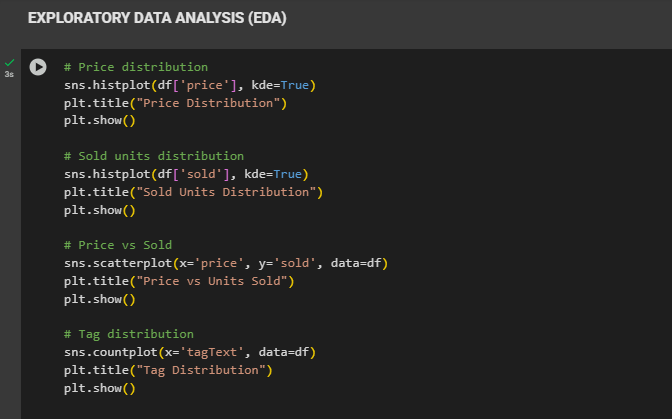 EXPLORATORY DATA ANALYSIS (EDA)
3s
# Price distribution
sns.histplot(df['price'], kde=True)
plt.title("Price Distribution")
plt.show()
# Sold units distribution
sns.histplot(df['sold'], kde=True)
plt.title("Sold Units Distribution")
plt.show()
# Price vs Sold
sns.scatterplot(x='price', y='sold', data=df)
plt.title("Price vs Units Sold")
plt.show()
# Tag distribution
sns.countplot(x='tagText', data=df)
plt.title("Tag Distribution")
plt.show()